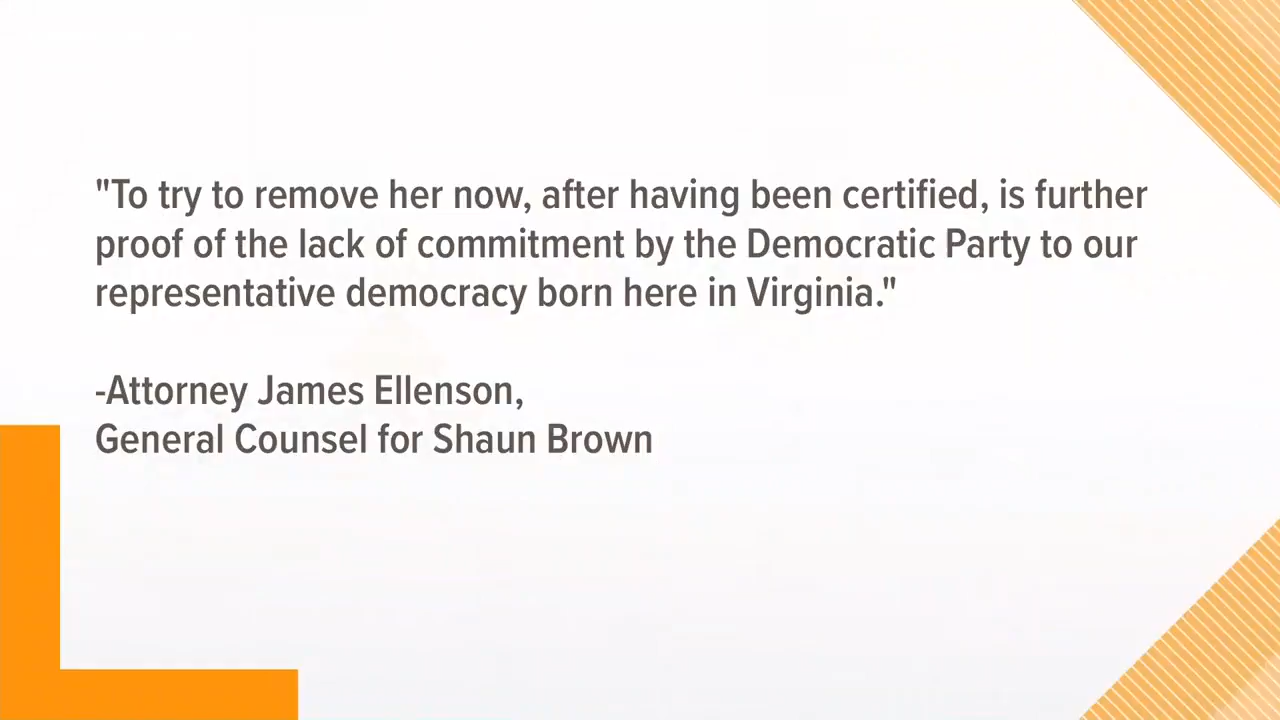 "To try to remove her now, after having been certified, is further
proof of the lack of commitment by the Democratic Party to our
representative democracy born here in Virginia."
-Attorney James Ellenson,
General Counsel for Shaun Brown